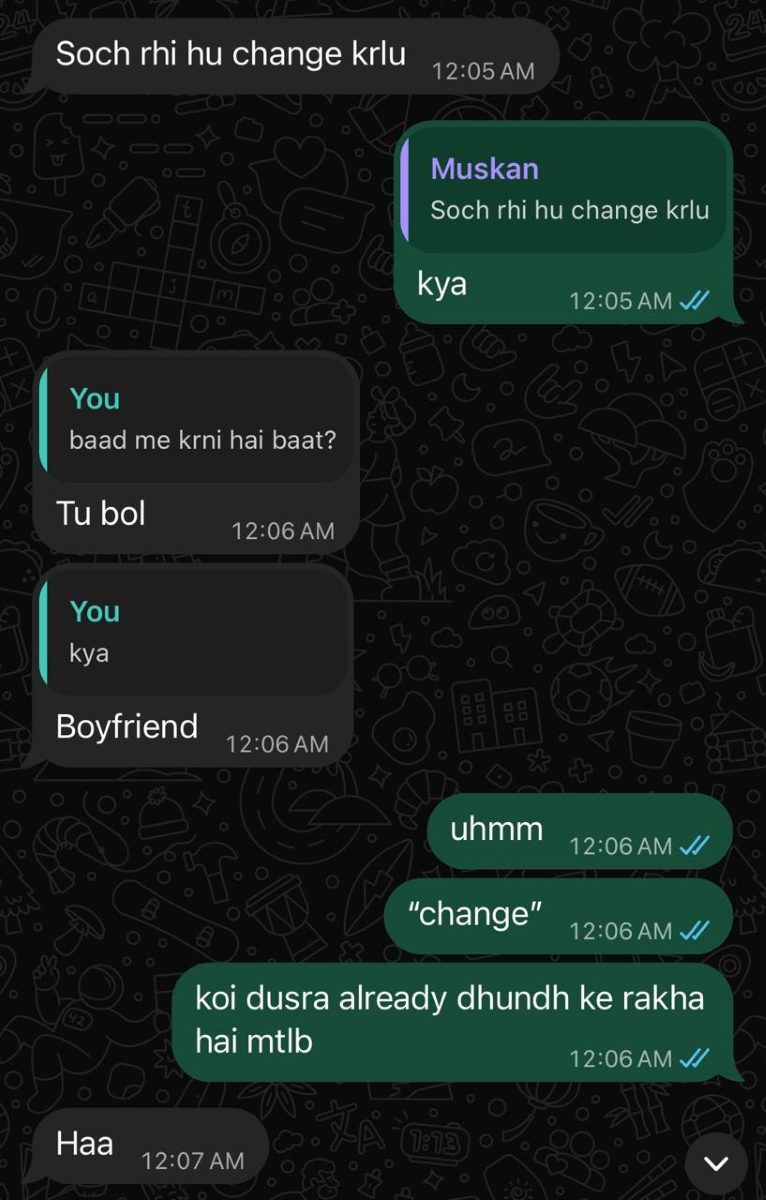 Soch rhi hu change krlu
12:05 AM
Muskan
Soch rhi hu change krlu
kya
12:05 AM
You
baad me krni hai baat?
Tu bol
12:06 AM
You
kya
Boyfriend
12:06 AM
uhmm
12:06 AM
“change”
12:06 AM
koi dusra already dhundh ke rakha
hai mtlb
12:06 AM
Haa
12:07 AM